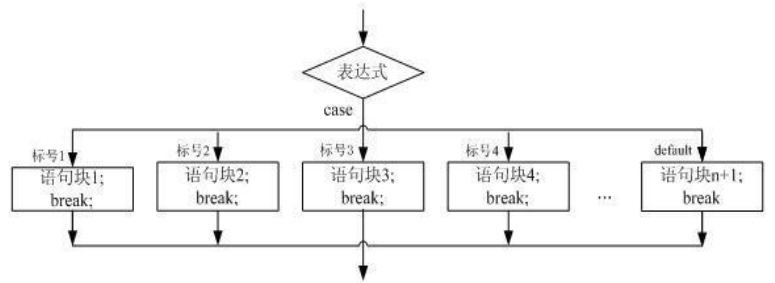 表达式
case
标号1
标号2
标号3
标号4
default
语句块1;
break;
语句块2;
break;
语句块3;
break;
语句块4;
break;
...
语句块n+1;
break